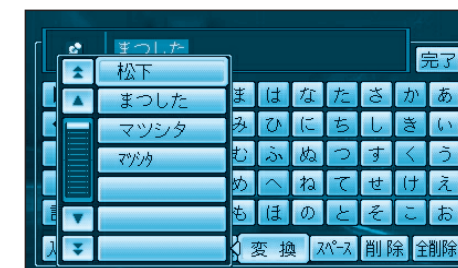 まつした
完了
松下
まつした
マツシタ
ﾏﾂｼﾀ
ま は な た さ か あ
み ひ に ち し き い
む ふ ぬ つ す く う
め へ ね て せ け え
も ほ の と そ こ お
変換 ｽﾍﾟｰｽ 削除 全削除